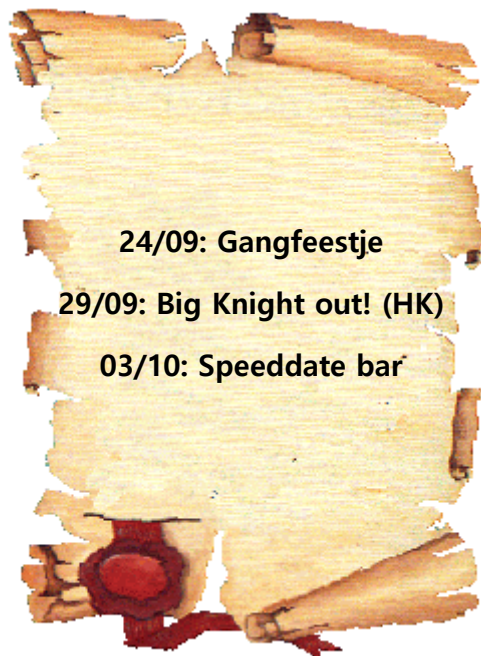 24/09: Gangfeestje
29/09: Big Knight out! (HK)
03/10: Speeddate bar